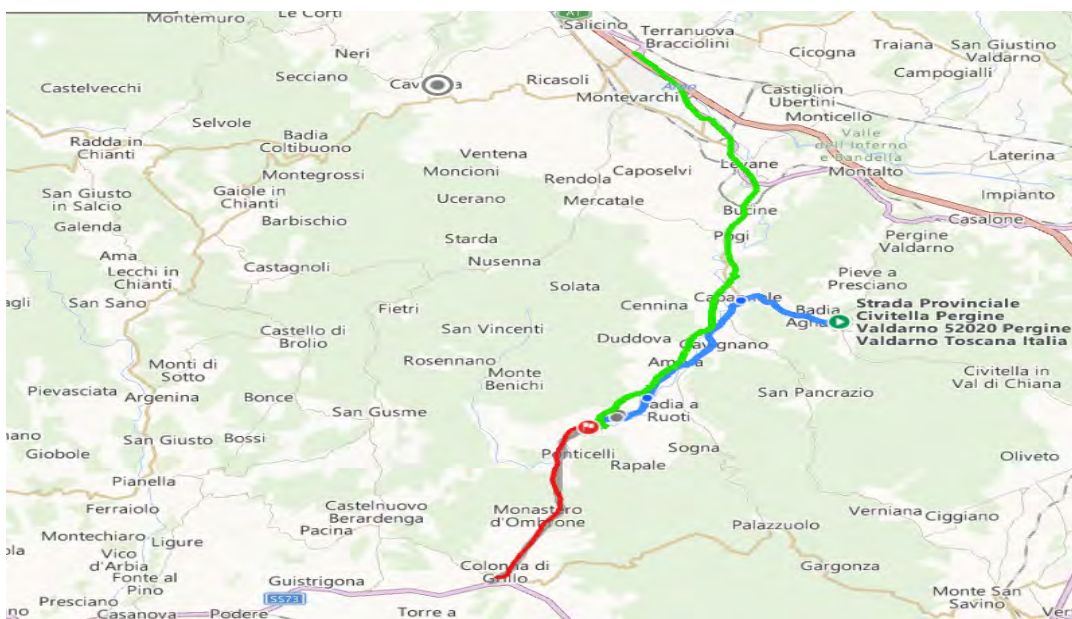 Montemuro
Le Corti
A1
Salicino
Terranuova
Bracciolini
Neri
Cicogna
Traiana
San Giustino
Valdarno
Secciano
Ricasoli
Campogialli
Castelvecchi
Montevarchi
Castiglion
Ubertini
Selvole
Monticello
Badia
Coltibuono
Radda in
Chianti
Valle
dell'Inferno
e Bandella
Ventena
Laterina
Montegrossi
Moncioni
Caposelvi
Levane
Rendola
Montalto
San Giusto
in Salcio
Gaiole in
Chianti
Ucerano
Mercatale
Impianto
Bucine
Barbischio
Casalone
Galenda
Starda
Pergine
Valdarno
Ama
Nusenna
Lecchi in
Chianti
Castagnoli
Pieve a
Presciano
Solata
San Sano
Cennina
Fietri
Badia
Strada Provinciale
Civitella Pergine
Valdarno 52020 Pergine
Valdarno Toscana Italia
San Vincenti
Castello di
Brolio
Duddova
Rosennano
Monti di
Sotto
Monte
Benichi
Civitella in
Val di Chiana
Pievasciata
Argenina
Bonce
San Pancrazio
San Gusme
Ruoti
San Giusto
Bossi
Sogna
Giobole
Ponticelli
Rapale
Oliveto
Pianella
Ferraiolo
Castelnuovo
Berardenga
Monastero
d'Ombrone
Verniana
Ciggiano
Montechiaro
Ligure
Pacina
Palazzuolo
Vico
d'Arbia
Colonna di
Grillo
Gargonza
Fonte al
Pino
Guistrigona
SS73
Monte San
Savino
Presciano
Casanova
Podere
Torre a